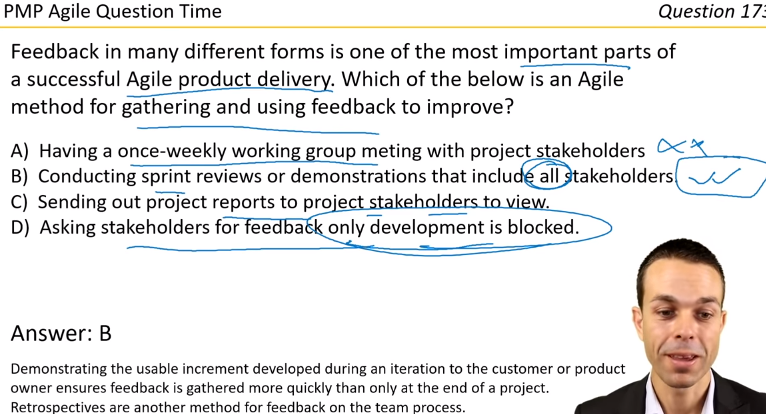 PMP Agile Question Time
Question 173
Feedback in many different forms is one of the most important parts of
a successful Agile product delivery. Which of the below is an Agile
method for gathering and using feedback to improve?
A) Having a once-weekly working group meting with project stakeholders
B) Conducting sprint reviews or demonstrations that include all stakeholders.
C) Sending out project reports to project stakeholders to view.
D) Asking stakeholders for feedback only development is blocked.
Answer: B
Demonstrating the usable increment developed during an iteration to the customer or product
owner ensures feedback is gathered more quickly than only at the end of a project.
Retrospectives are another method for feedback on the team process.